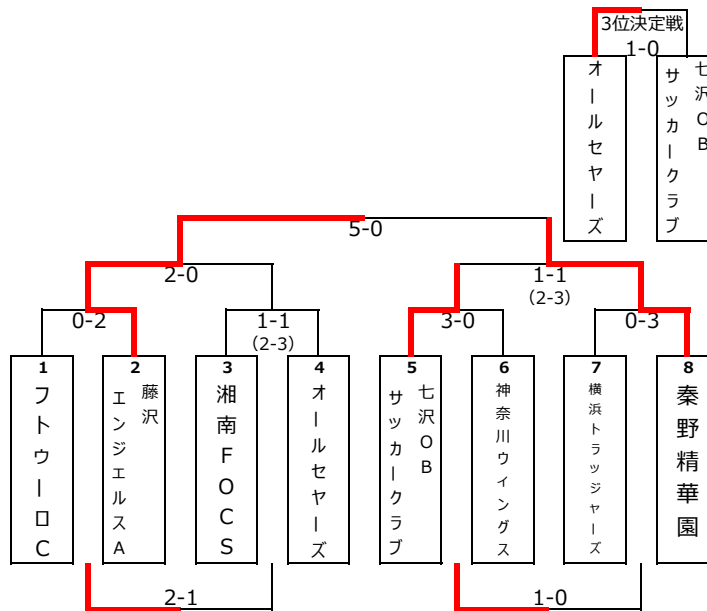 3位決定戦
1-0
オールセヤーズ
七沢OB
サッカークラブ
5-0
2-0
1-1
(2-3)
0-2
1-1
(2-3)
3-0
0-3
1
フトゥーロC
2
藤沢
エンジェルスA
3
湘南FOCS
4
オールセヤーズ
5
七沢OB
サッカークラブ
6
神奈川ウイングス
7
横浜トラッジャーズ
8
秦野精華園
2-1
1-0